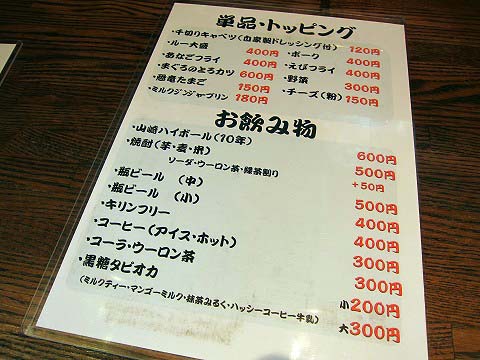 単品・トッピング
・千切りキャベツ(自家製ドレッシング付) 120円
・ルー大盛 400円 ・ポーク 400円
・あなごフライ 400円 ・えびフライ 400円
・まぐろのとろカツ 600円 ・野菜 300円
・恐竜たまご 150円 ・チーズ(粉) 150円
・ミルクジンジャープリン 180円
お飲み物
・山崎ハイボール(10年) 600円
・焼酎(芋・麦・米) 500円
ソーダ・ウーロン茶・緑茶割り +50円
・瓶ビール (中) 500円
・瓶ビール (小) 400円
・キリンフリー 400円
・コーヒー(アイス・ホット) 300円
・コーラ・ウーロン茶 300円
・黒糖タピオカ 小200円
(ミルクティー・マンゴーミルク・抹茶みるく・ハッシーコーヒー牛乳) 大300円